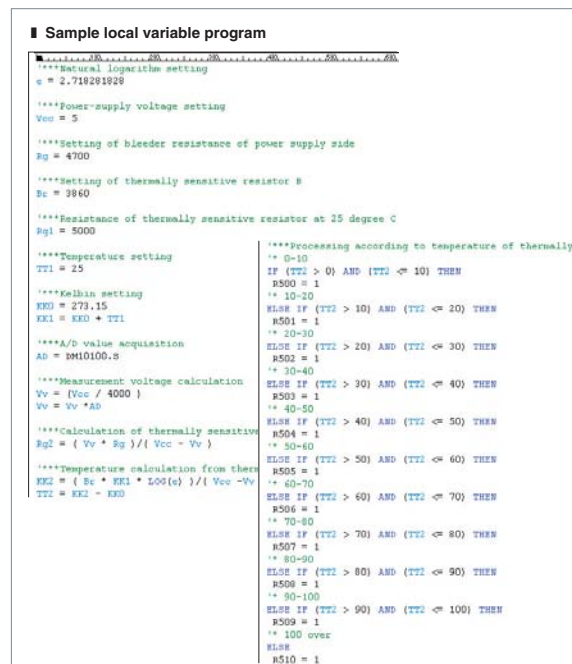 Sample local variable program
'***Natural logarithm setting
e = 2.718281828
'***Power-supply voltage setting
Vcc = 5
'***Setting of bleeder resistance of power supply side
Rg = 4700
'***Setting of thermally sensitive resistor B
Bc = 3860
'***Resistance of thermally sensitive resistor at 25 degree C
Rg1 = 5000
'***Temperature setting
TT1 = 25
'***Kelbin setting
KK0 = 273.15
KK1 = KK0 + TT1
'***A/D value acquisition
AD = DM10100.S
'***Measurement voltage calculation
Vv = (Vcc / 4000 )
Vv = Vv *AD
'***Calculation of thermally sensitive
Rg2 = ( Vv * Rg )/( Vcc - Vv )
'***Temperature calculation from therm
KK2 = ( Bc * KK1 * LOG(e) )/( Vcc -Vv
TT2 = KK2 - KK0
'***Processing according to temperature of thermally
'* 0-10
IF (TT2 > 0) AND (TT2 <= 10) THEN
R500 = 1
'* 10-20
ELSE IF (TT2 > 10) AND (TT2 <= 20) THEN
R501 = 1
'* 20-30
ELSE IF (TT2 > 20) AND (TT2 <= 30) THEN
R502 = 1
'* 30-40
ELSE IF (TT2 > 30) AND (TT2 <= 40) THEN
R503 = 1
'* 40-50
ELSE IF (TT2 > 40) AND (TT2 <= 50) THEN
R504 = 1
'* 50-60
ELSE IF (TT2 > 50) AND (TT2 <= 60) THEN
R505 = 1
'* 60-70
ELSE IF (TT2 > 60) AND (TT2 <= 70) THEN
R506 = 1
'* 70-80
ELSE IF (TT2 > 70) AND (TT2 <= 80) THEN
R507 = 1
'* 80-90
ELSE IF (TT2 > 80) AND (TT2 <= 90) THEN
R508 = 1
'* 90-100
ELSE IF (TT2 > 90) AND (TT2 <= 100) THEN
R509 = 1
'* 100 over
ELSE
R510 = 1